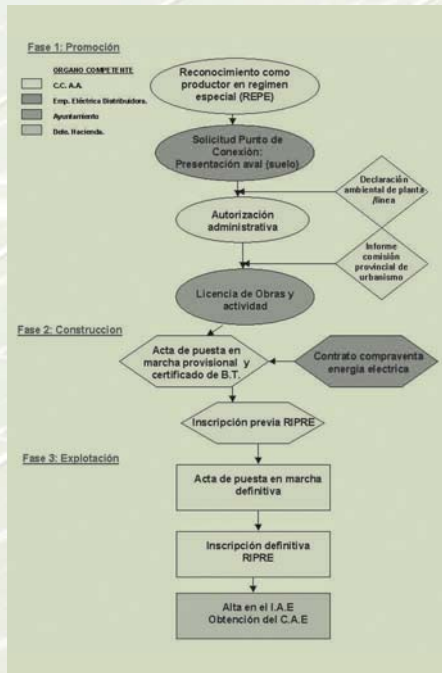 Fase 1: Promoción
ORGANO COMPETENTE
C.C. A.A.
Emp. Eléctrica Distribuidora.
Ayuntamiento
Dele. Hacienda.
Reconocimiento como
productor en regimen
especial (REPE)
Solicitud Punto de
Conexión:
Presentación aval (suelo)
Declaración
ambiental de planta
/línea
Autorización
administrativa
Informe
comisión
provincial de
urbanismo
Licencia de Obras y
actividad
Fase 2: Construccion
Acta de puesta en
marcha provisional y
certificado de B.T.
Contrato compraventa
energía electrica
Inscripción previa RIPRE
Fase 3: Explotación
Acta de puesta en marcha
definitiva
Inscripción definitiva
RIPRE
Alta en el I.A.E
Obtención del C.A.E